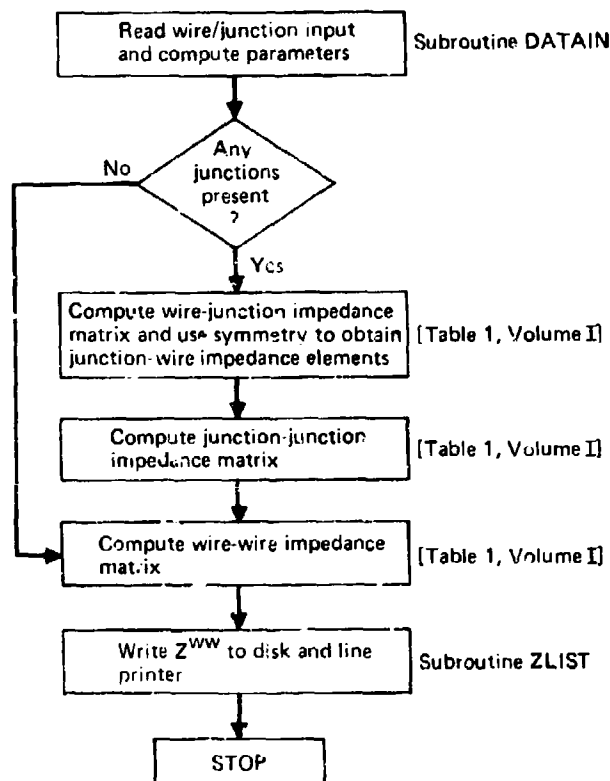 Read wire/junction input
and compute parameters
Subroutine DATAIN
Any
junctions
present
?
No
Yes
Compute wire-junction impedance
matrix and use symmetry to obtain
junction-wire impedance elements
[Table 1, Volume I]
Compute junction-junction
impedance matrix
[Table 1, Volume I]
Compute wire-wire impedance
matrix
[Table 1, Volume I]
Write Z^WW to disk and line
printer
Subroutine ZLIST
STOP